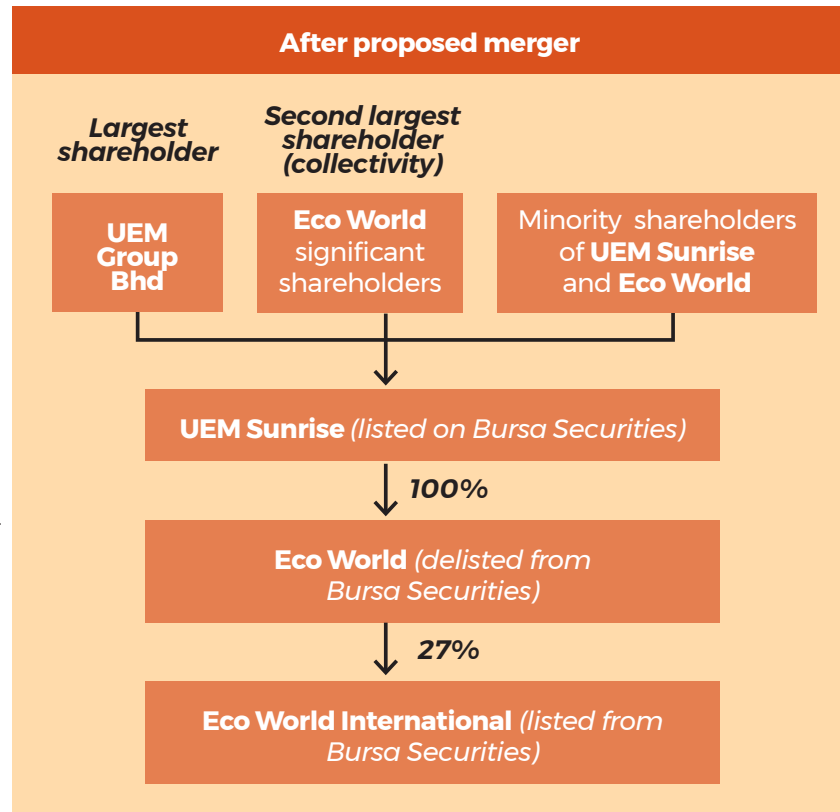 After proposed merger
Largest
shareholder
Second largest
shareholder
(collectivity)
UEM
Group
Bhd
Eco World
significant
shareholders
Minority shareholders
of UEM Sunrise
and Eco World
UEM Sunrise (listed on Bursa Securities)
100%
Eco World (delisted from
Bursa Securities)
27%
Eco World International (listed from
Bursa Securities)